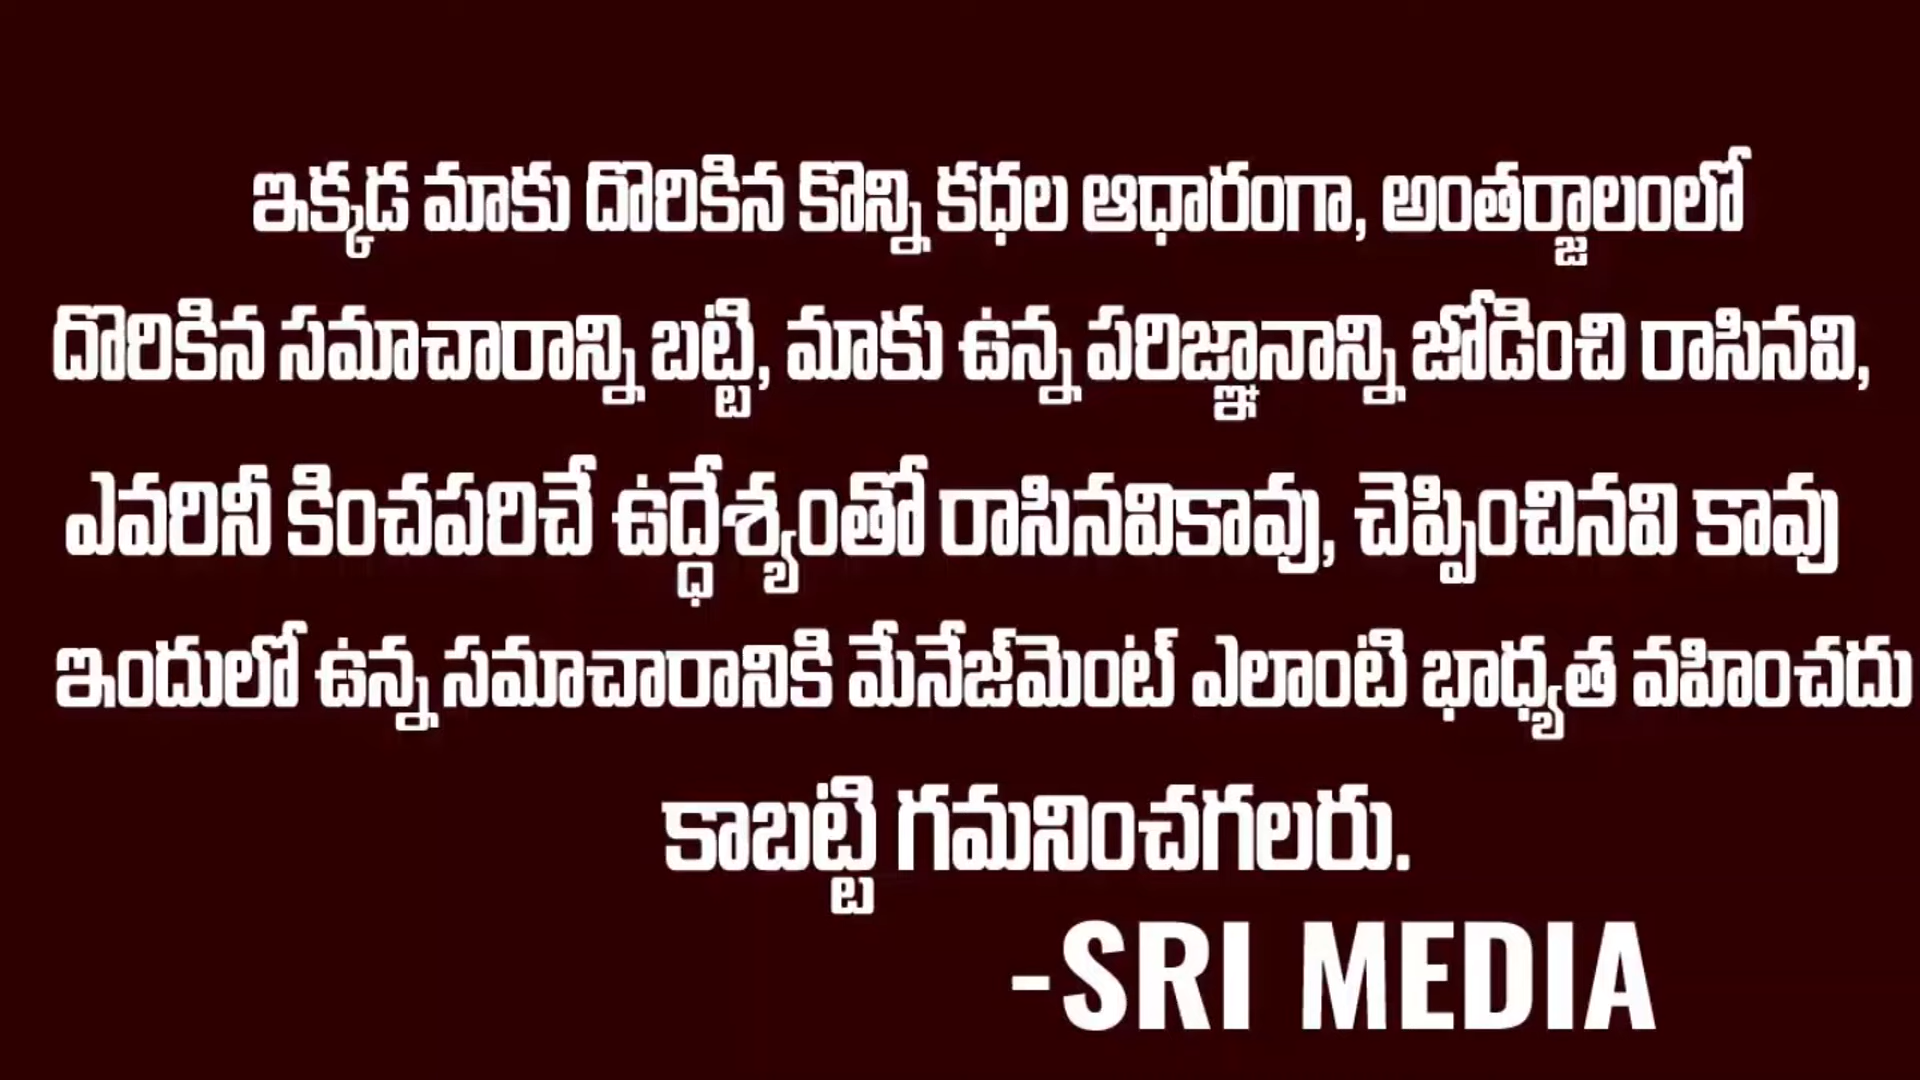 ఇక్కడ మాకు దొరికిన కొన్ని కధల ఆధారంగా, అంతర్జాలంలో
దొరికిన సమాచారాన్ని బట్టి, మాకు ఉన్న పరిజ్ఞానాన్ని జోడించి రాసినవి,
ఎవరినీ కించపరిచే ఉద్ధేశ్యంతో రాసినవికావు, చెప్పించినవి కావు
ఇందులో ఉన్న సమాచారానికి మేనేజ్‌మెంట్ ఎలాంటి భాధ్యత వహించదు
కాబట్టి గమనించగలరు.
-SRI MEDIA